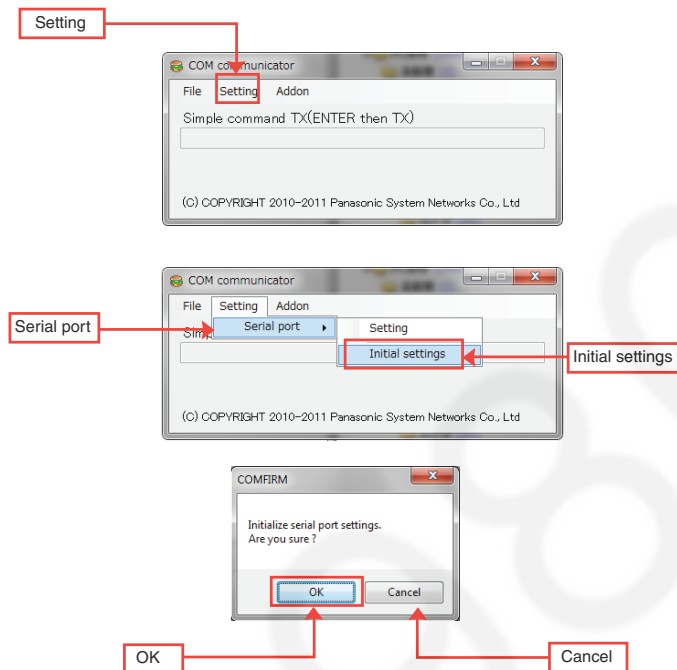 Setting
COM communicator
File Setting Addon
Simple command TX(ENTER then TX)
(C) COPYRIGHT 2010-2011 Panasonic System Networks Co., Ltd
COM communicator
File Setting Addon
Serial port
Serial port Setting
Initial settings
Initial settings
(C) COPYRIGHT 2010-2011 Panasonic System Networks Co., Ltd
COMFIRM
Initialize serial port settings.
Are you sure ?
OK Cancel
OK Cancel